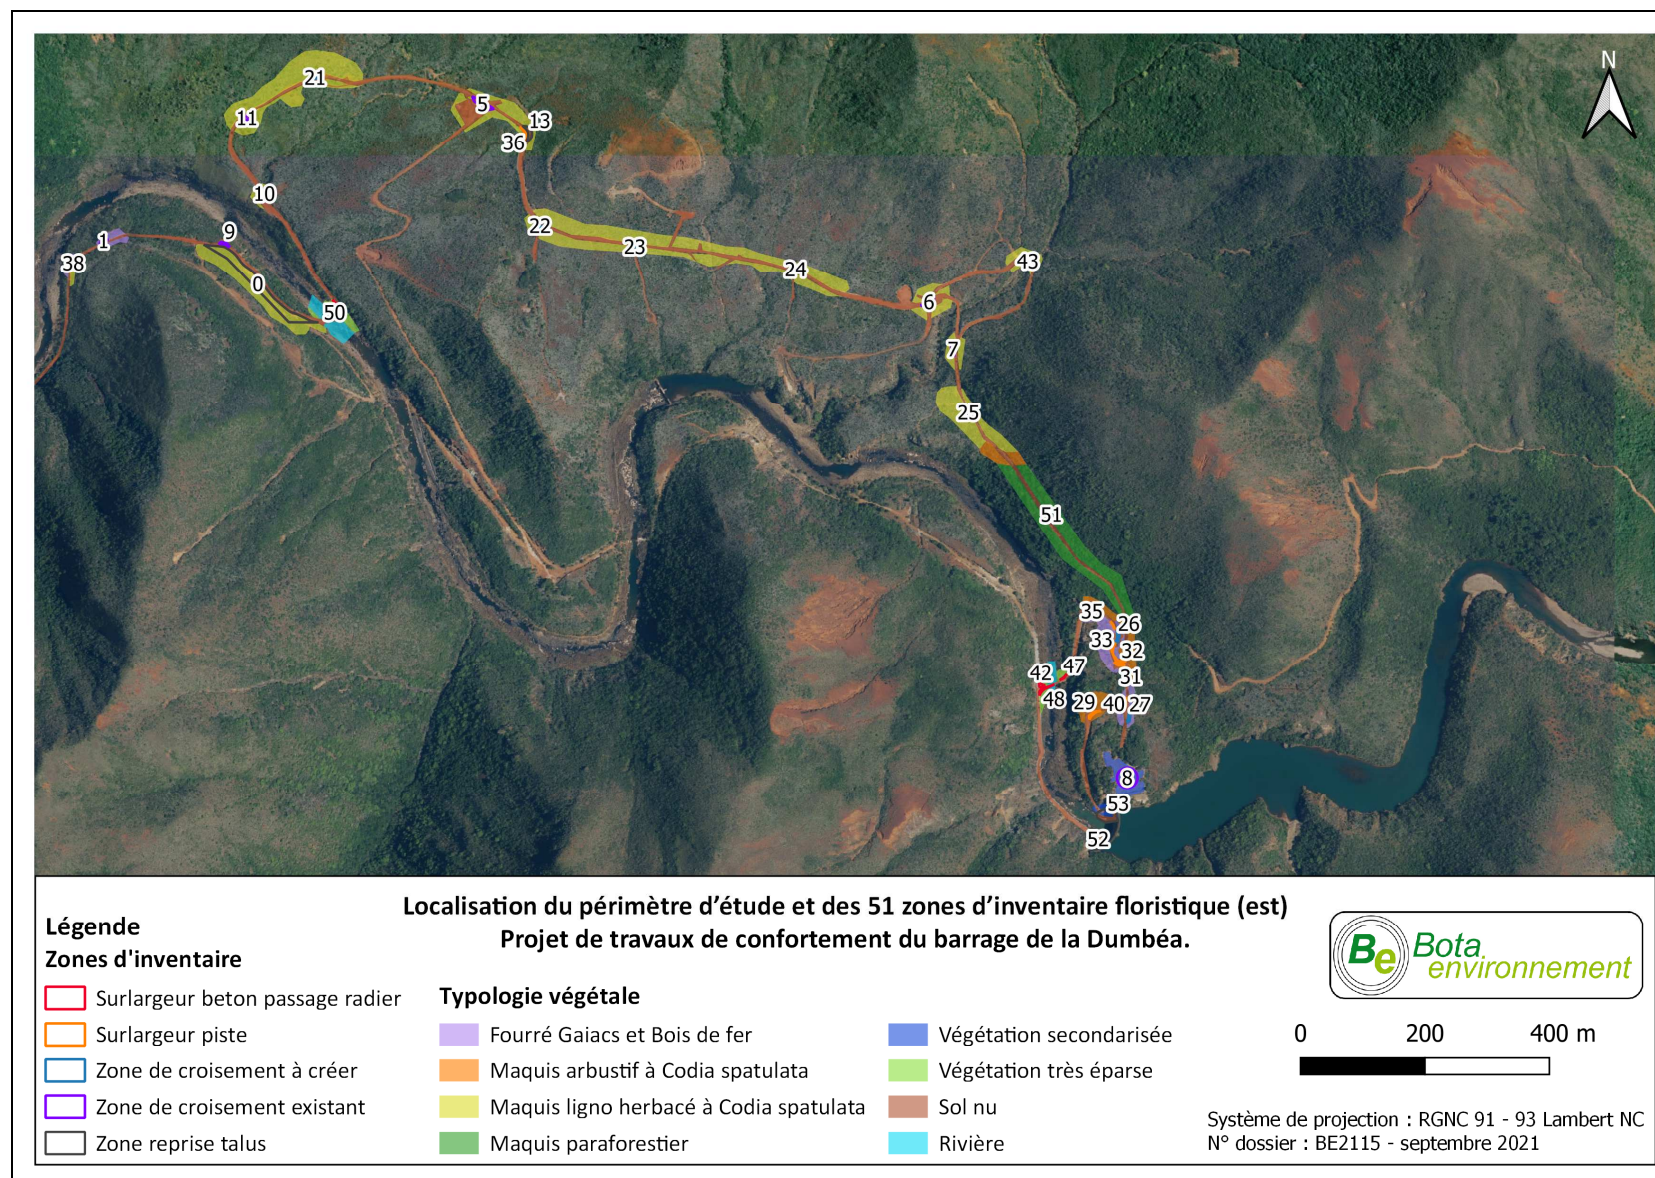 N
21
11
5
13
36
10
22
23
24
43
9
1
38
0
50
6
7
25
51
35
26
33
32
31
42
47
48
29
40
27
8
53
52
Localisation du périmètre d'étude et des 51 zones d'inventaire floristique (est)
Projet de travaux de confortement du barrage de la Dumbéa.
Légende
Zones d'inventaire
Surlargeur beton passage radier
Surlargeur piste
Zone de croisement à créer
Zone de croisement existant
Zone reprise talus
Typologie végétale
Fourré Gaiacs et Bois de fer
Maquis arbustif à Codia spatulata
Maquis ligno herbacé à Codia spatulata
Maquis paraforestier
Végétation secondarisée
Végétation très éparse
Sol nu
Rivière
Be Bota environnement
0 200 400 m
Système de projection : RGNC 91 - 93 Lambert NC
N° dossier : BE2115 - septembre 2021